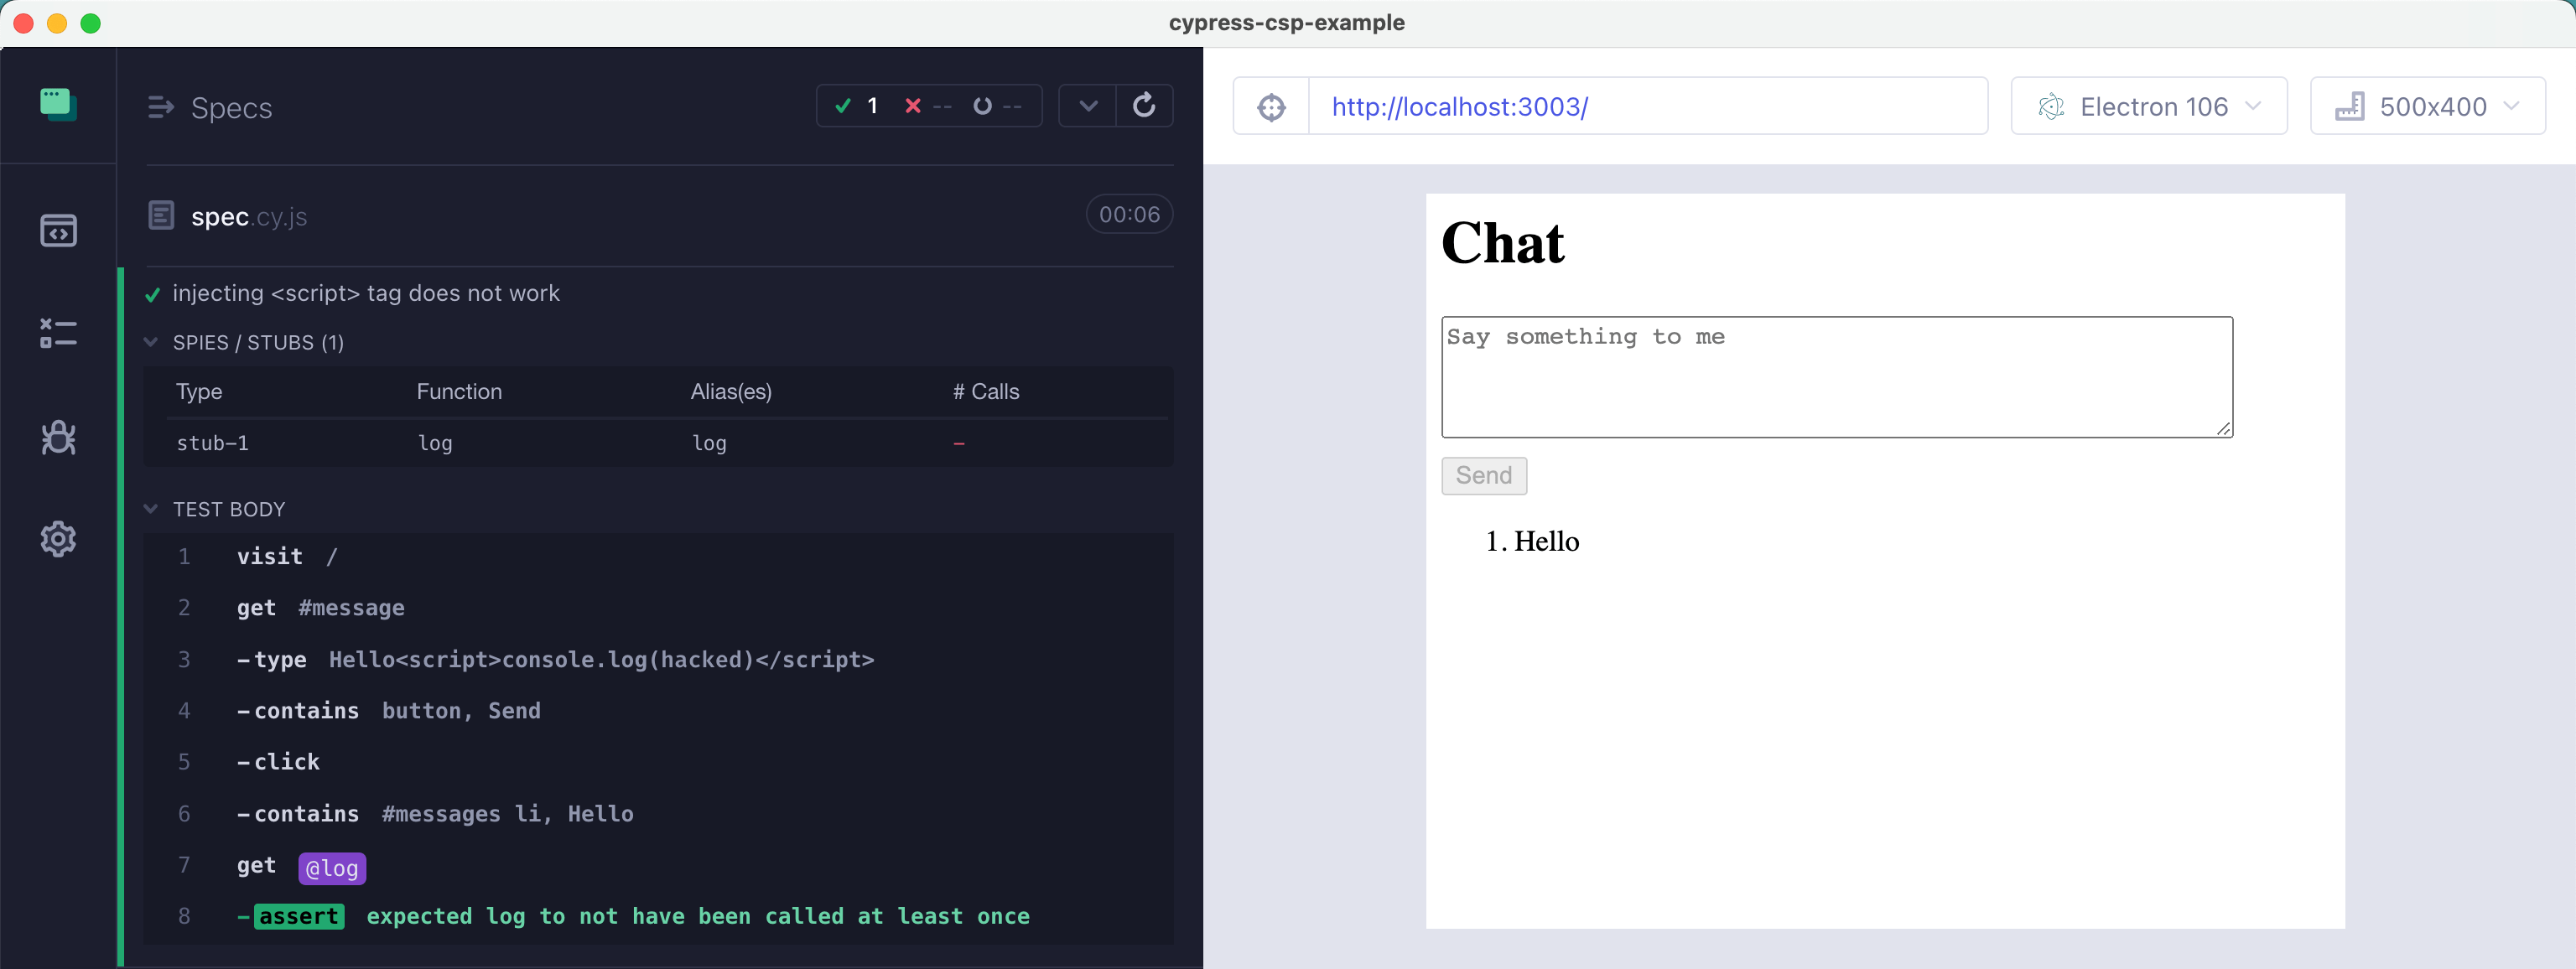 cypress-csp-example
Specs
1 -- --
http://localhost:3003/
Electron 106
500x400
spec.cy.js
00:06
injecting <script> tag does not work
SPIES / STUBS (1)
Type Function Alias(es) # Calls
stub-1 log log -
TEST BODY
1 visit /
2 get #message
3 -type Hello<script>console.log(hacked)</script>
4 -contains button, Send
5 -click
6 -contains #messages li, Hello
7 get @log
8 -assert expected log to not have been called at least once
Chat
Say something to me
Send
1. Hello